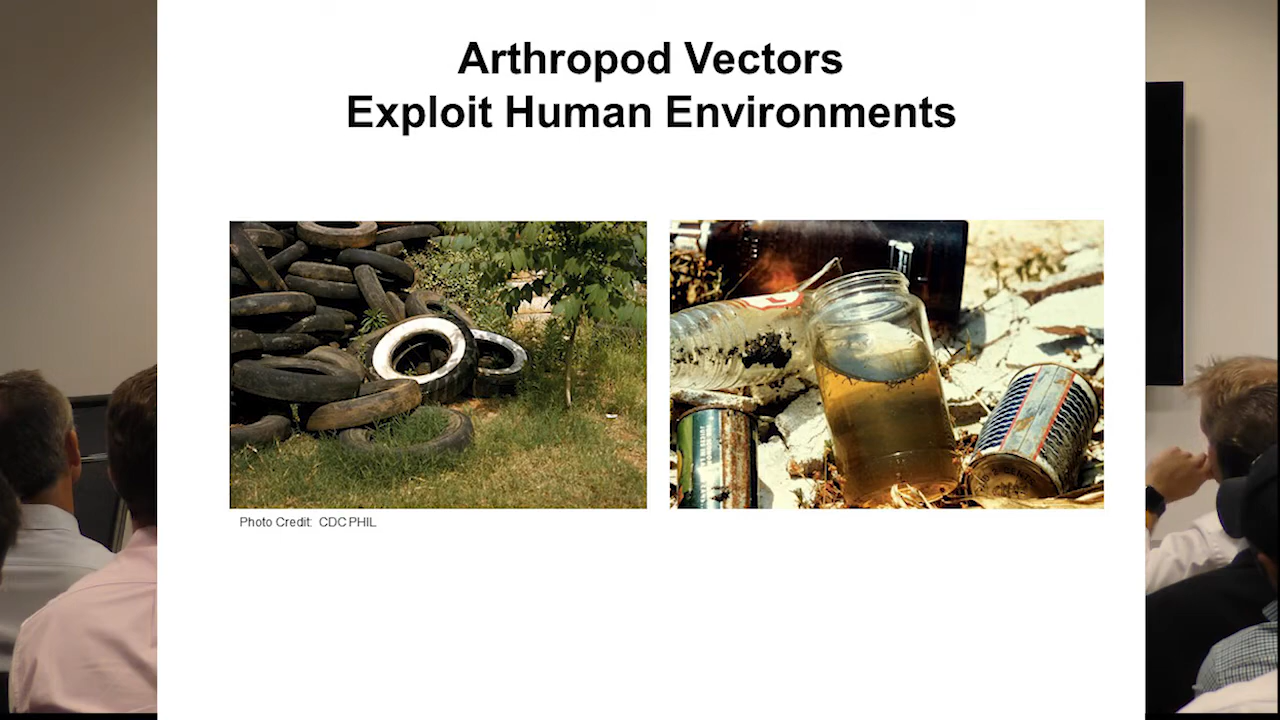 Arthropod Vectors
Exploit Human Environments
Photo Credit: CDC PHIL